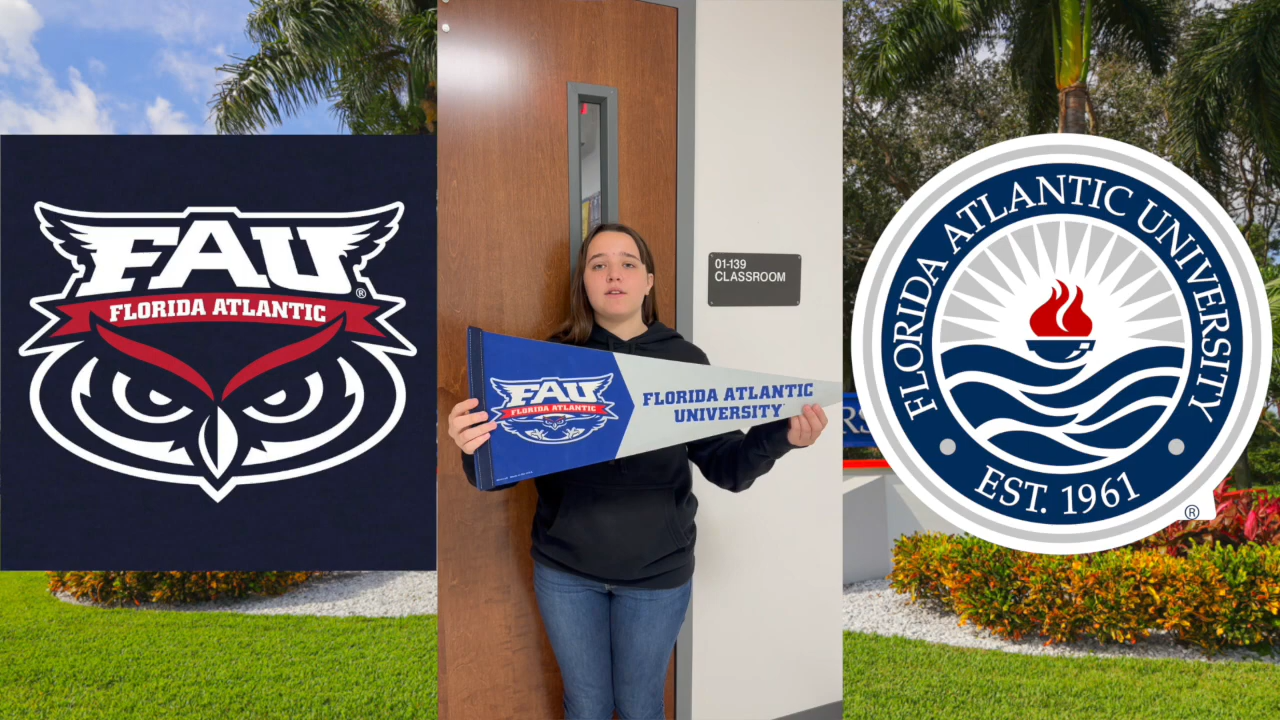 FAU
®
FLORIDA ATLANTIC
01-139
CLASSROOM
FAU
FLORIDA ATLANTIC
FLORIDA ATLANTIC
UNIVERSITY
FLORIDA ATLANTIC UNIVERSITY
EST. 1961
®